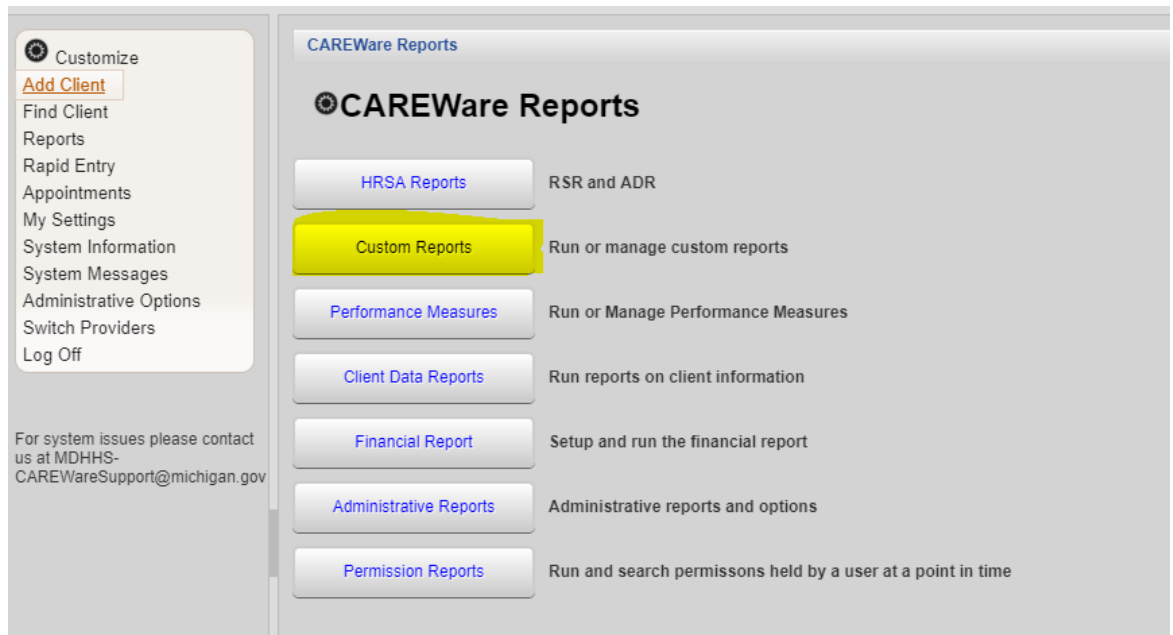 Customize
Add Client
Find Client
Reports
Rapid Entry
Appointments
My Settings
System Information
System Messages
Administrative Options
Switch Providers
Log Off
For system issues please contact
us at MDHHS-
CAREWareSupport@michigan.gov
CAREWare Reports
CAREWare Reports
HRSA Reports RSR and ADR
Custom Reports Run or manage custom reports
Performance Measures Run or Manage Performance Measures
Client Data Reports Run reports on client information
Financial Report Setup and run the financial report
Administrative Reports Administrative reports and options
Permission Reports Run and search permissons held by a user at a point in time